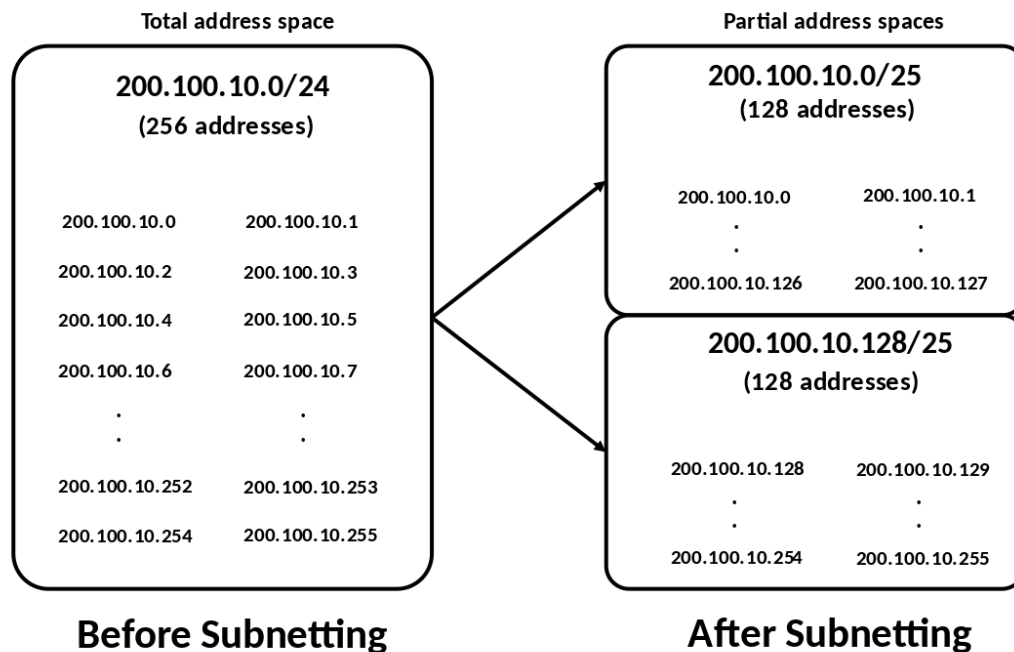 Total address space
200.100.10.0/24
(256 addresses)
200.100.10.0 200.100.10.1
200.100.10.2 200.100.10.3
200.100.10.4 200.100.10.5
200.100.10.6 200.100.10.7
. .
. .
200.100.10.252 200.100.10.253
200.100.10.254 200.100.10.255
Before Subnetting
Partial address spaces
200.100.10.0/25
(128 addresses)
200.100.10.0 200.100.10.1
. .
. .
200.100.10.126 200.100.10.127
200.100.10.128/25
(128 addresses)
200.100.10.128 200.100.10.129
. .
. .
200.100.10.254 200.100.10.255
After Subnetting